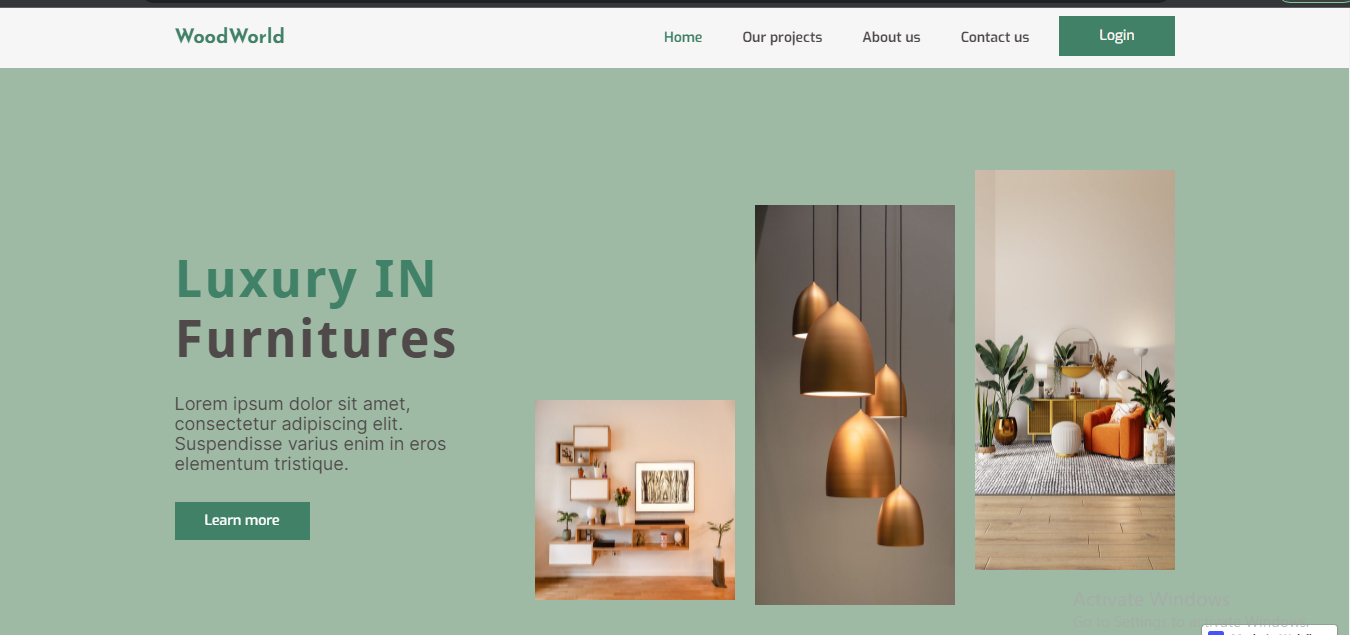 WoodWorld
Home
Our projects
About us
Contact us
Login
Luxury IN
Furnitures
Lorem ipsum dolor sit amet,
consectetur adipiscing elit.
Suspendisse varius enim in eros
elementum tristique.
Learn more
Activate Windows
Go to Settings to activate Windows.